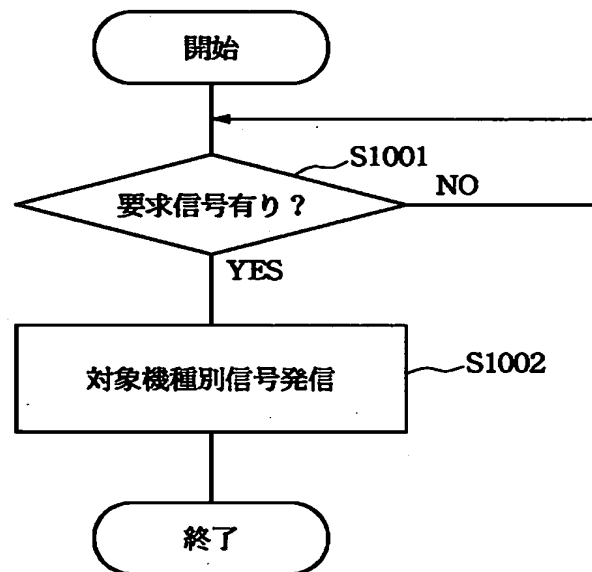 開始
S1001
要求信号有り？
NO
YES
対象機種別信号発信
S1002
終了